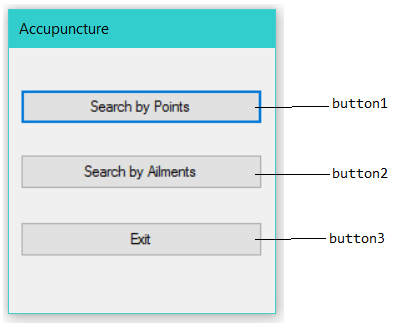 Accupuncture
Search by Points
button1
Search by Ailments
button2
Exit
button3